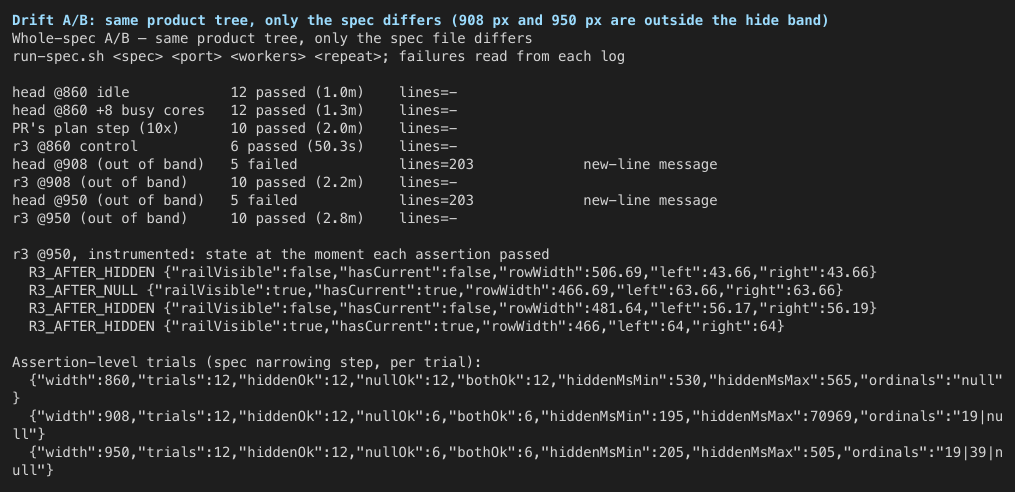 Drift A/B: same product tree, only the spec differs (908 px and 950 px are outside the hide band)
Whole-spec A/B — same product tree, only the spec file differs
run-spec.sh <spec> <port> <workers> <repeat>; failures read from each log
head @860 idle 12 passed (1.0m) lines=–
head @860 +8 busy cores 12 passed (1.3m) lines=–
PR's plan step (10x) 10 passed (2.0m) lines=–
r3 @860 control 6 passed (50.3s) lines=–
head @908 (out of band) 5 failed lines=203 new-line message
r3 @908 (out of band) 10 passed (2.2m) lines=–
head @950 (out of band) 5 failed lines=203 new-line message
r3 @950 (out of band) 10 passed (2.8m) lines=–
r3 @950, instrumented: state at the moment each assertion passed
R3_AFTER_HIDDEN {"railVisible":false,"hasCurrent":false,"rowWidth":506.69,"left":43.66,"right":43.66}
R3_AFTER_NULL {"railVisible":true,"hasCurrent":true,"rowWidth":466.69,"left":63.66,"right":63.66}
R3_AFTER_HIDDEN {"railVisible":false,"hasCurrent":false,"rowWidth":481.64,"left":56.17,"right":56.19}
R3_AFTER_HIDDEN {"railVisible":true,"hasCurrent":true,"rowWidth":466,"left":64,"right":64}
Assertion-level trials (spec narrowing step, per trial):
{"width":860,"trials":12,"hiddenOk":12,"nullOk":12,"bothOk":12,"hiddenMsMin":530,"hiddenMsMax":565,"ordinals":"null"
}
{"width":908,"trials":12,"hiddenOk":12,"nullOk":6,"bothOk":6,"hiddenMsMin":195,"hiddenMsMax":70969,"ordinals":"19|nu
ll"}
{"width":950,"trials":12,"hiddenOk":12,"nullOk":6,"bothOk":6,"hiddenMsMin":205,"hiddenMsMax":505,"ordinals":"19|39|n
ull"}